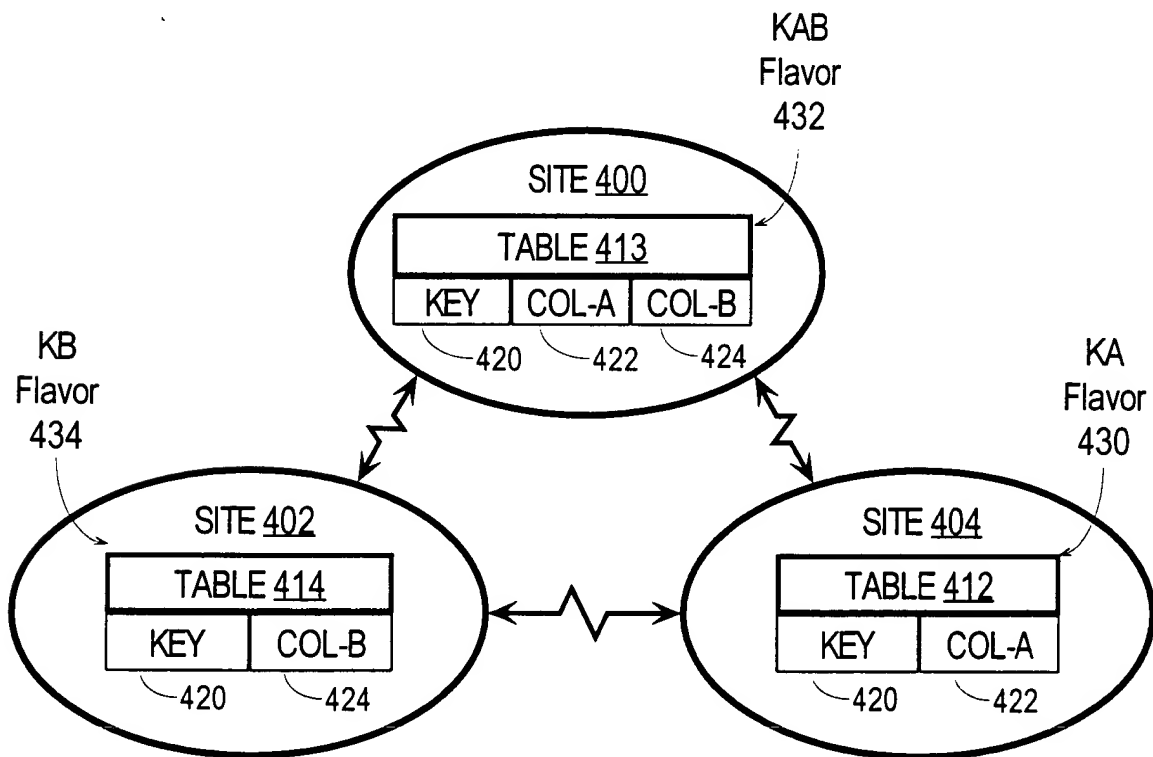 KAB
Flavor
432
SITE 400
TABLE 413
KEY COL-A COL-B
420 422 424
KB
Flavor
434
KA
Flavor
430
SITE 402
TABLE 414
KEY COL-B
420 424
SITE 404
TABLE 412
KEY COL-A
420 422